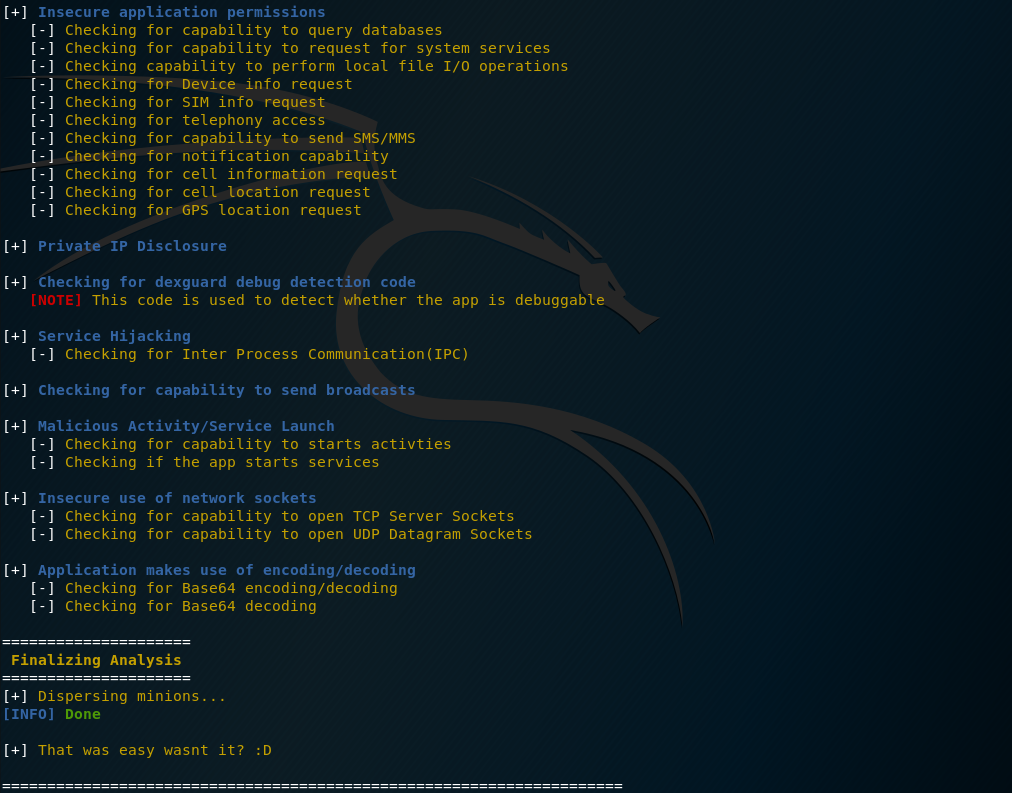 [+] Insecure application permissions
[-] Checking for capability to query databases
[-] Checking for capability to request for system services
[-] Checking capability to perform local file I/O operations
[-] Checking for Device info request
[-] Checking for SIM info request
[-] Checking for telephony access
[-] Checking for capability to send SMS/MMS
[-] Checking for notification capability
[-] Checking for cell information request
[-] Checking for cell location request
[-] Checking for GPS location request
[+] Private IP Disclosure
[+] Checking for dexguard debug detection code
[NOTE] This code is used to detect whether the app is debuggable
[+] Service Hijacking
[-] Checking for Inter Process Communication(IPC)
[+] Checking for capability to send broadcasts
[+] Malicious Activity/Service Launch
[-] Checking for capability to starts activties
[-] Checking if the app starts services
[+] Insecure use of network sockets
[-] Checking for capability to open TCP Server Sockets
[-] Checking for capability to open UDP Datagram Sockets
[+] Application makes use of encoding/decoding
[-] Checking for Base64 encoding/decoding
[-] Checking for Base64 decoding
=====================
Finalizing Analysis
=====================
[+] Dispersing minions...
[INFO] Done
[+] That was easy wasnt it? :D
=====================================================================